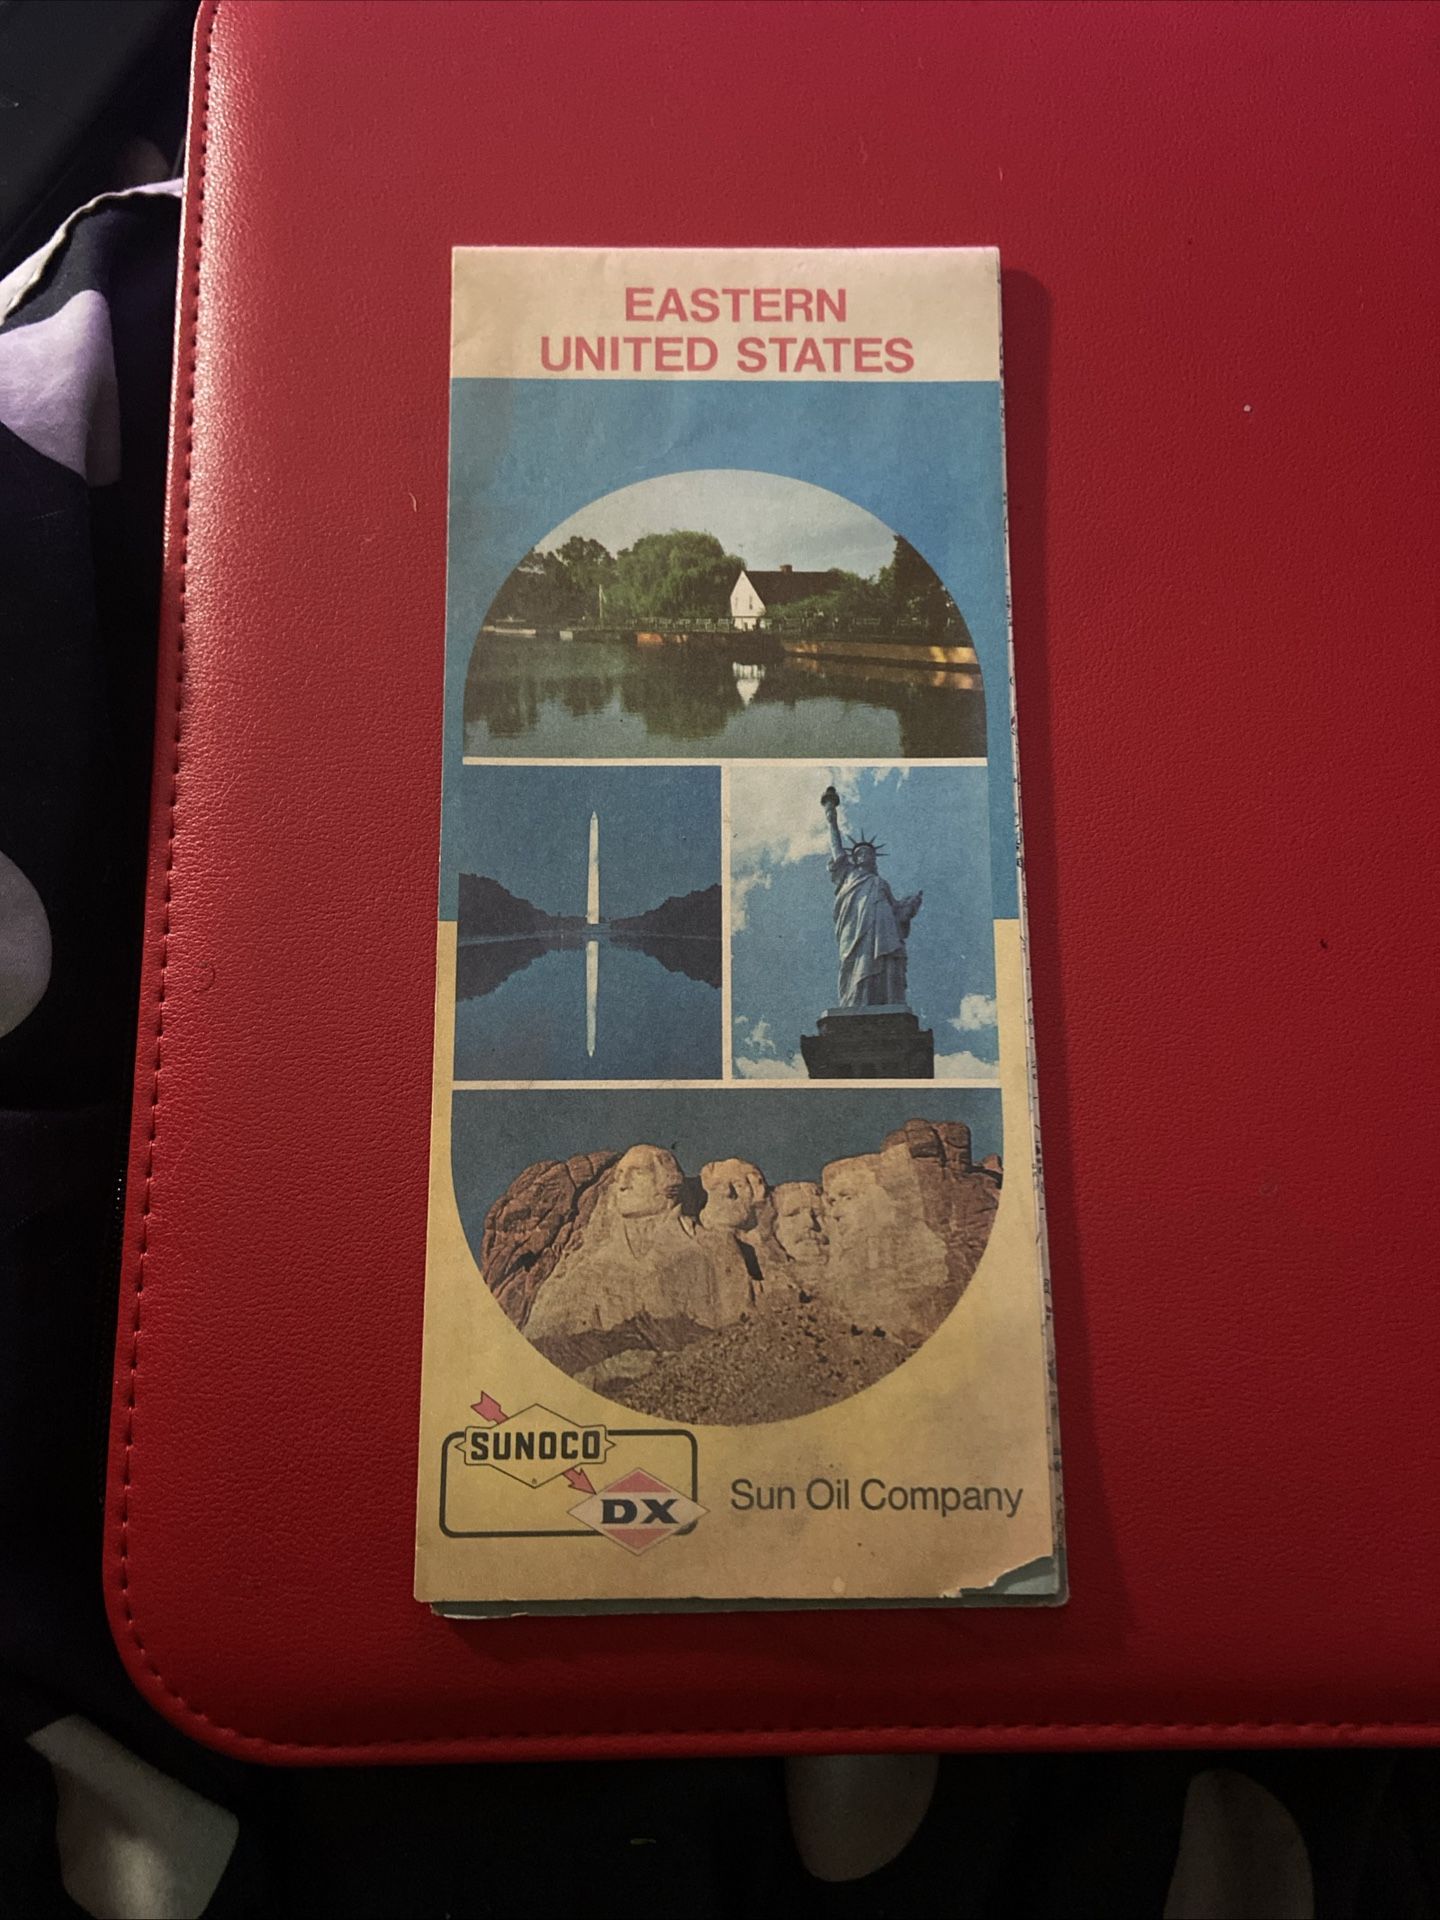 EASTERN
UNITED STATES
SUNOCO
DX
Sun Oil Company